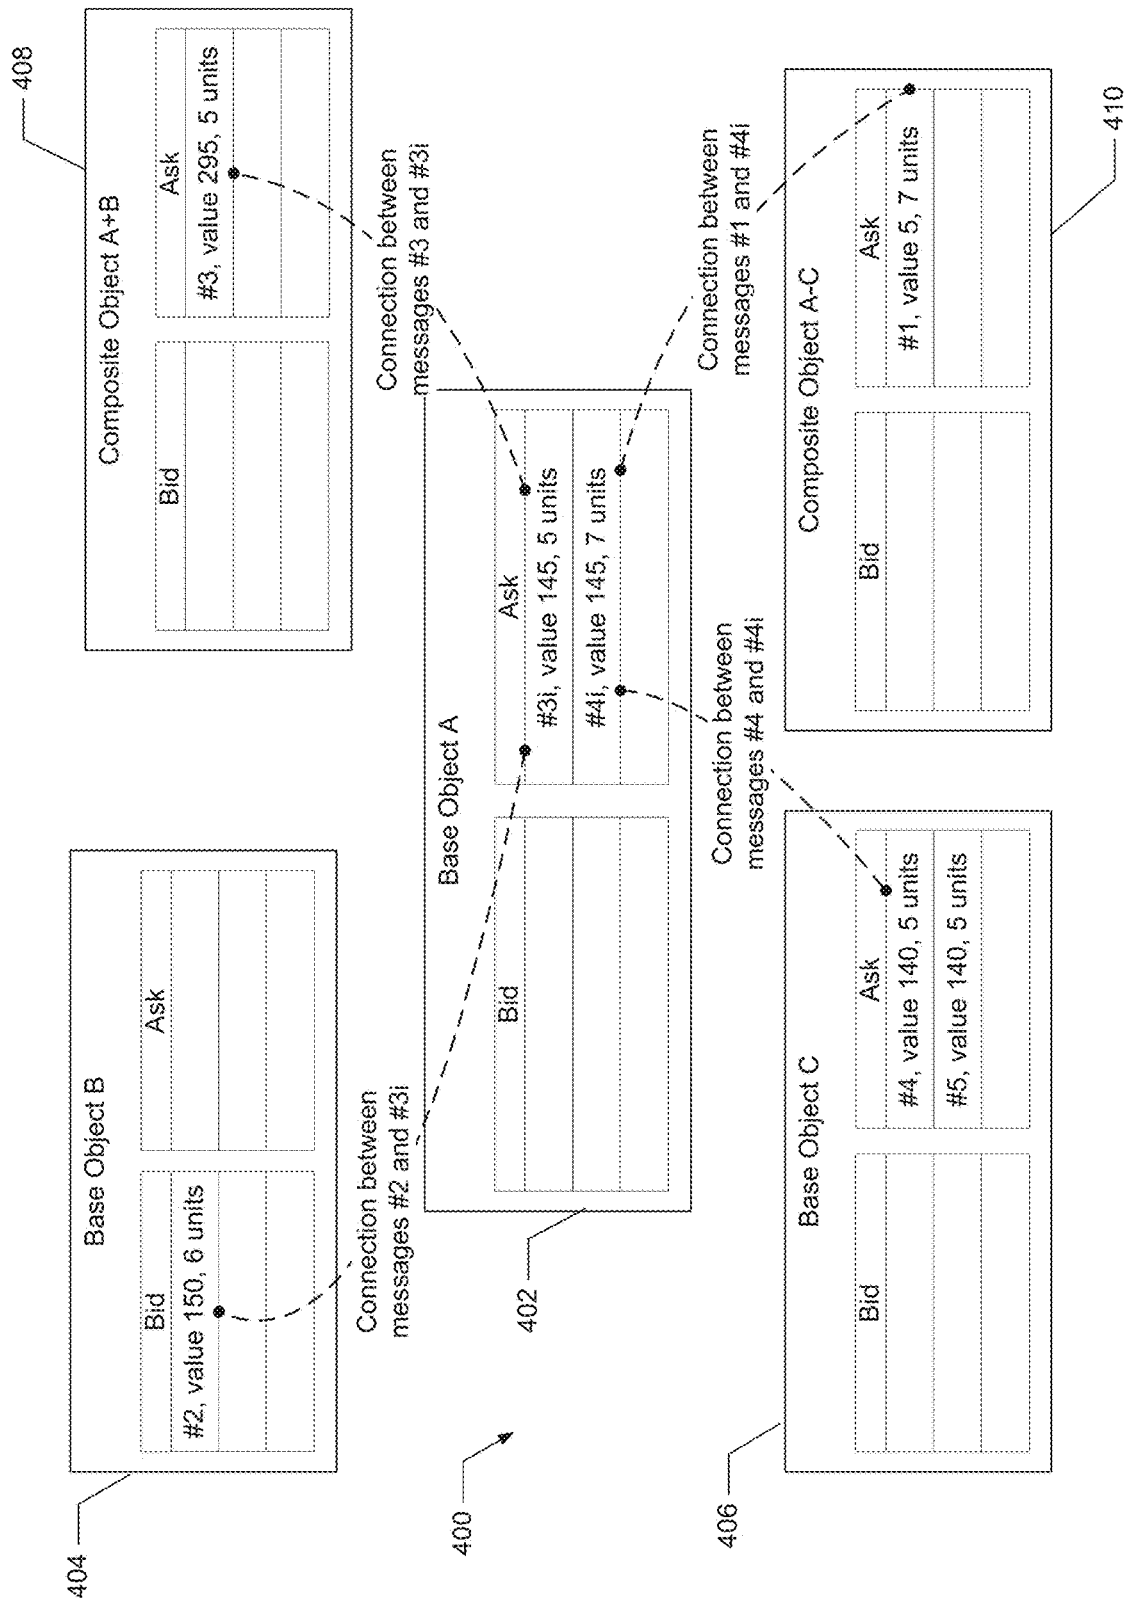 404
Base Object B
Bid
Ask
#2, value 150, 6 units
408
Composite Object A+B
Bid
Ask
#3, value 295, 5 units
Connection between
messages #2 and #3i
Connection between
messages #3 and #3i
400
402
Base Object A
Bid
Ask
#3i, value 145, 5 units
#4i, value 145, 7 units
Connection between
messages #4 and #4i
Connection between
messages #1 and #4i
406
Base Object C
Bid
Ask
#4, value 140, 5 units
#5, value 140, 5 units
Composite Object A-C
Bid
Ask
#1, value 5, 7 units
410